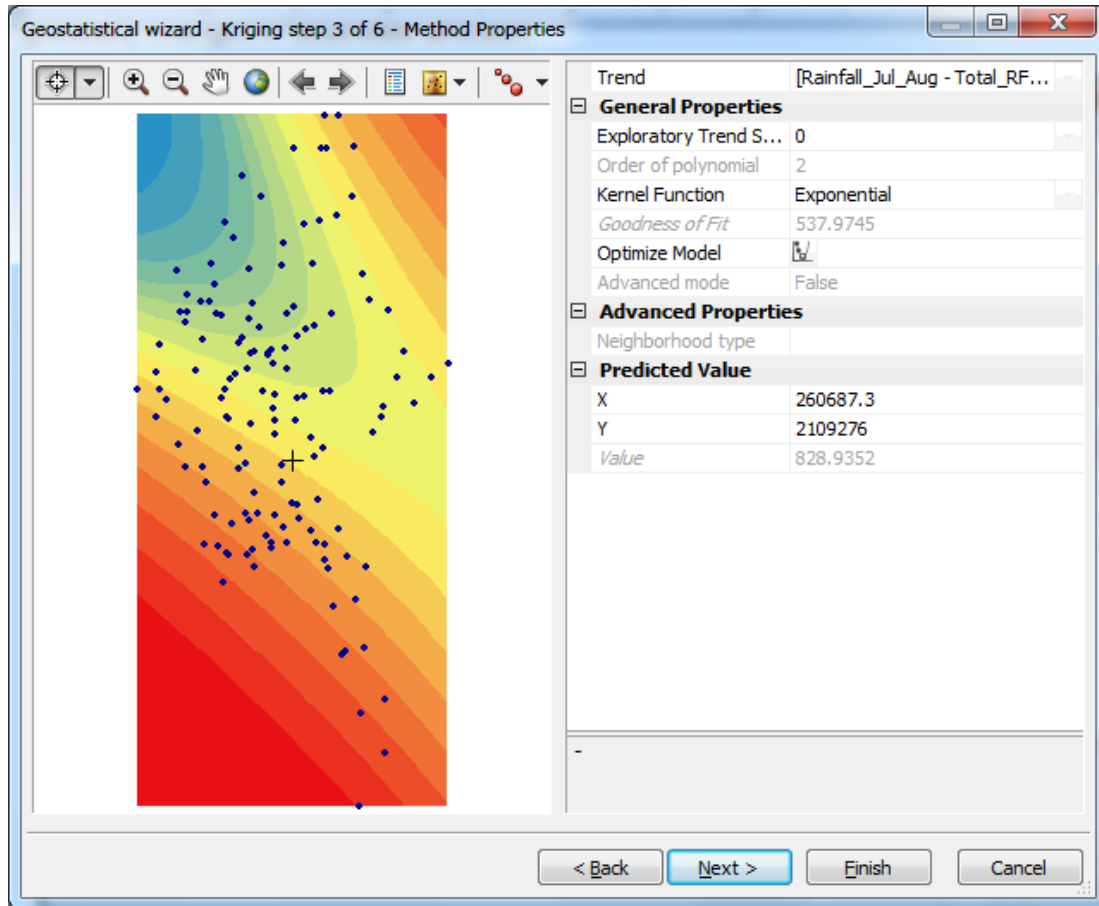 Geostatistical wizard - Kriging step 3 of 6 - Method Properties
Trend [Rainfall_Jul_Aug - Total_RF...
General Properties
Exploratory Trend S... 0
Order of polynomial 2
Kernel Function Exponential
Goodness of Fit 537.9745
Optimize Model
Advanced mode False
Advanced Properties
Neighborhood type
Predicted Value
X 260687.3
Y 2109276
Value 828.9352
-
< Back Next > Finish Cancel